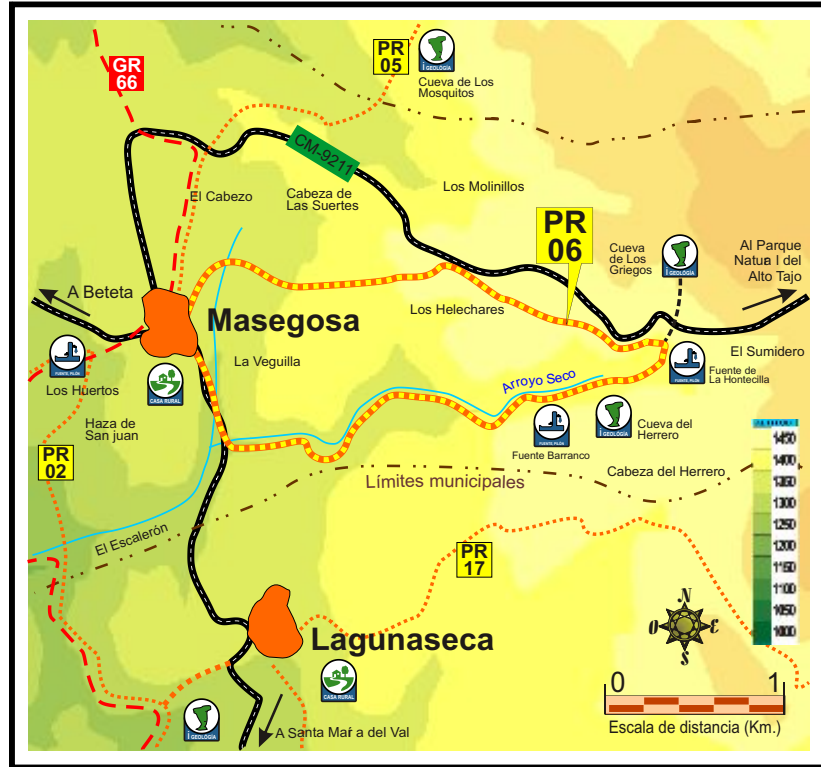 GR
66
PR
05
i GEOLOGÍA
Cueva de Los
Mosquitos
CM-9211
El Cabezo
Cabeza de
Las Suertes
Los Molinillos
PR
06
Cueva
de Los
Griegos
i GEOLOGÍA
Al Parque
Natua l del
Alto Tajo
A Beteta
Masegosa
Los Helechares
El Sumidero
FUENTE, PILÓN
Fuente de
La Hontecilla
FUENTE, PILÓN
Los Huertos
CASA RURAL
La Veguilla
Arroyo Seco
Haza de
San juan
FUENTE, PILÓN
Fuente Barranco
i GEOLOGÍA
Cueva del
Herrero
PR
02
Límites municipales
Cabeza del Herrero
1450
1400
1350
1300
1250
1200
1150
1100
1050
1000
El Escalerón
PR
17
Lagunaseca
CASA RURAL
N
O
E
S
0
1
Escala de distancia (Km.)
i GEOLOGÍA
A Santa Maŕ a del Val